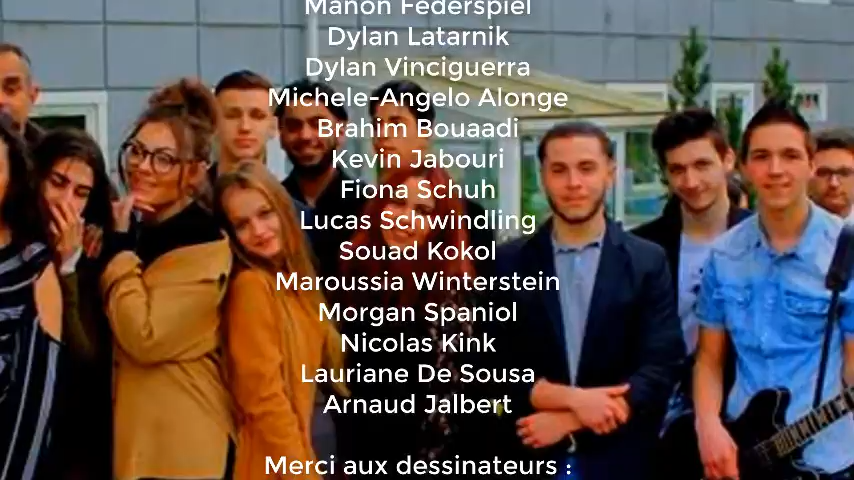 Manon Federspiel
Dylan Latarnik
Dylan Vinciguerra
Michele-Angelo Alonge
Brahim Bouaadi
Kevin Jabouri
Fiona Schuh
Lucas Schwindling
Souad Kokol
Maroussia Winterstein
Morgan Spaniol
Nicolas Kink
Lauriane De Sousa
Arnaud Jalbert
Merci aux dessinateurs :